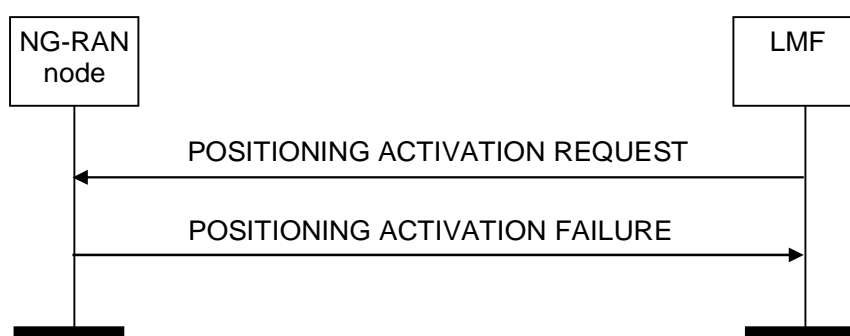 NG-RAN
node
LMF
POSITIONING ACTIVATION REQUEST
POSITIONING ACTIVATION FAILURE